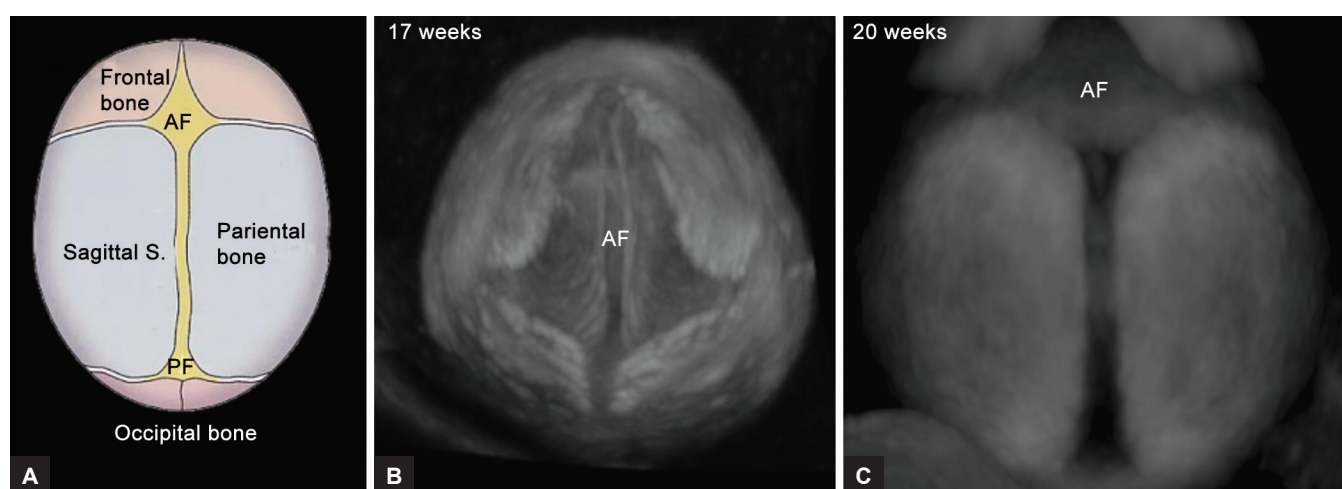 Frontal
bone
AF
Sagittal S.
Pariental
bone
PF
Occipital bone
A
17 weeks
AF
B
20 weeks
AF
C